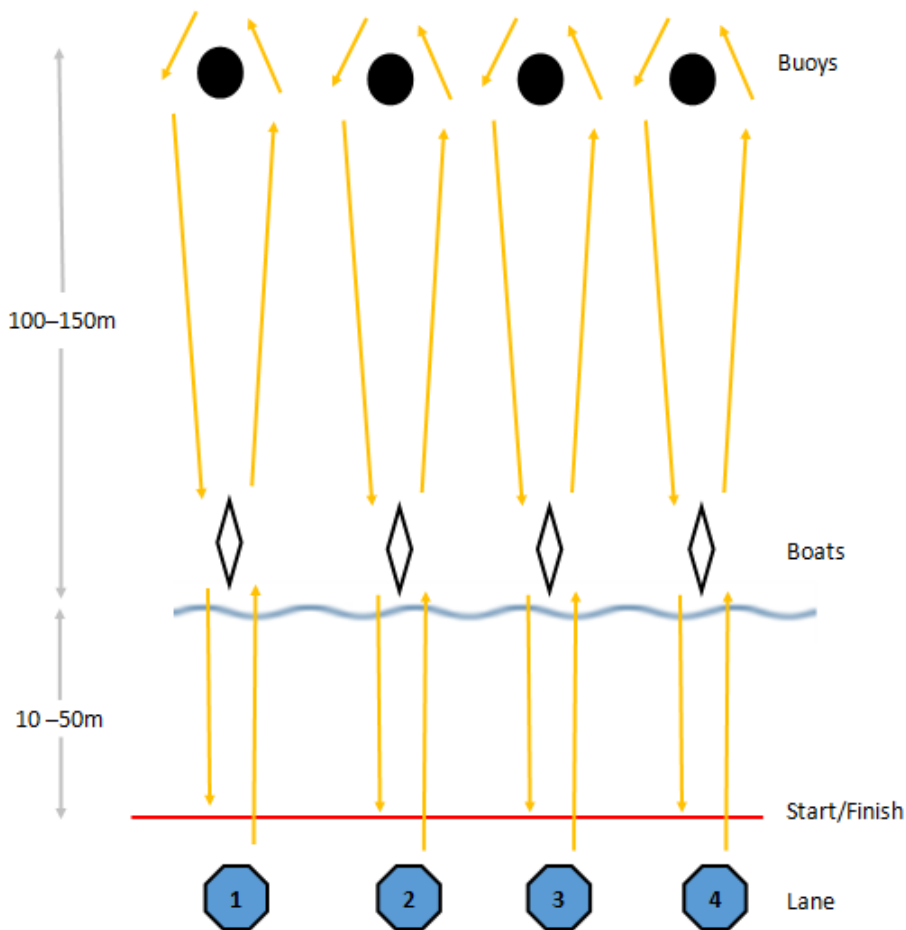 Buoys
100–150m
Boats
10 –50m
Start/Finish
1 2 3 4 Lane